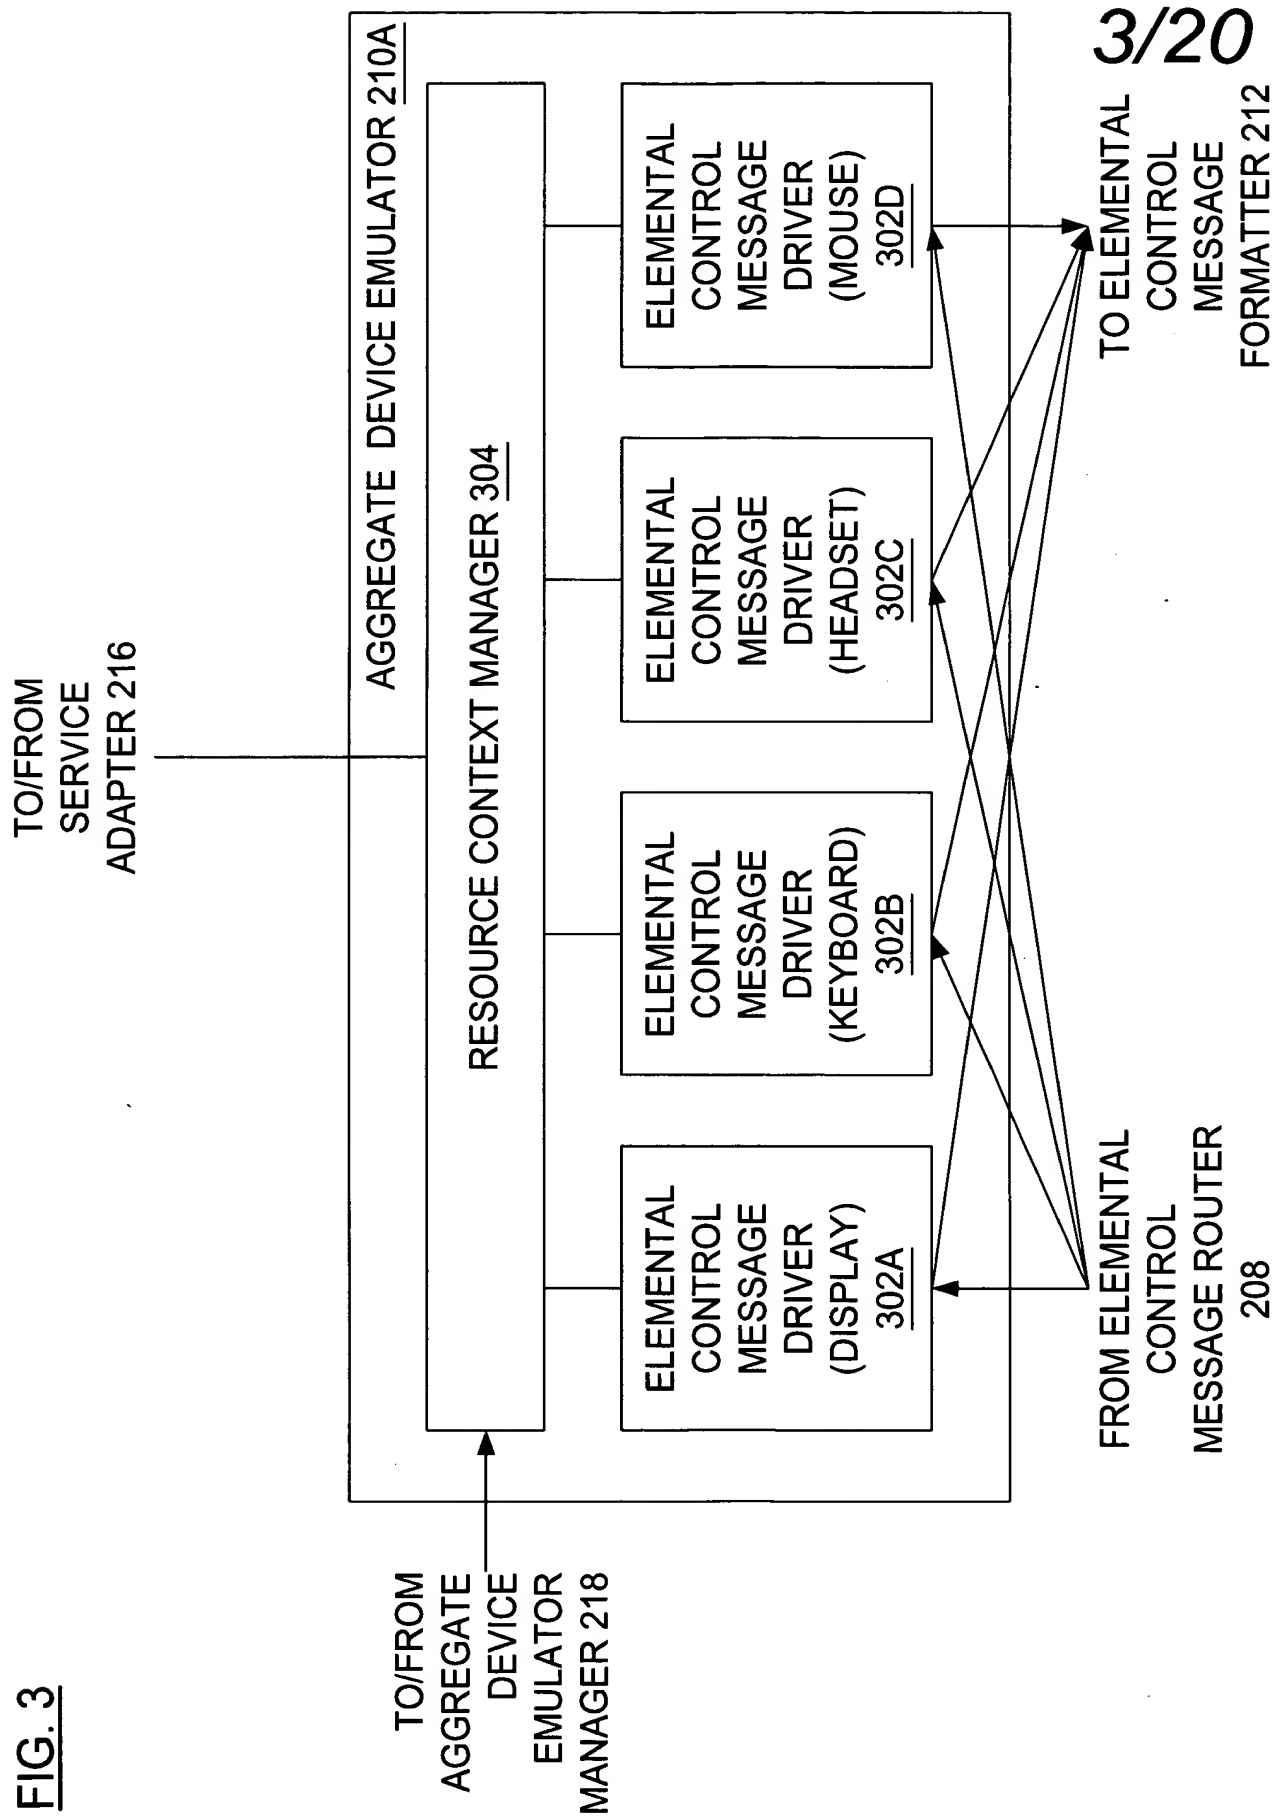 3/20
FIG. 3
TO/FROM
SERVICE
ADAPTER 216
AGGREGATE DEVICE EMULATOR 210A
TO/FROM
AGGREGATE
DEVICE
EMULATOR
MANAGER 218
RESOURCE CONTEXT MANAGER 304
ELEMENTAL
CONTROL
MESSAGE
DRIVER
(DISPLAY)
302A
ELEMENTAL
CONTROL
MESSAGE
DRIVER
(KEYBOARD)
302B
ELEMENTAL
CONTROL
MESSAGE
DRIVER
(HEADSET)
302C
ELEMENTAL
CONTROL
MESSAGE
DRIVER
(MOUSE)
302D
FROM ELEMENTAL
CONTROL
MESSAGE ROUTER
208
TO ELEMENTAL
CONTROL
MESSAGE
FORMATTER 212